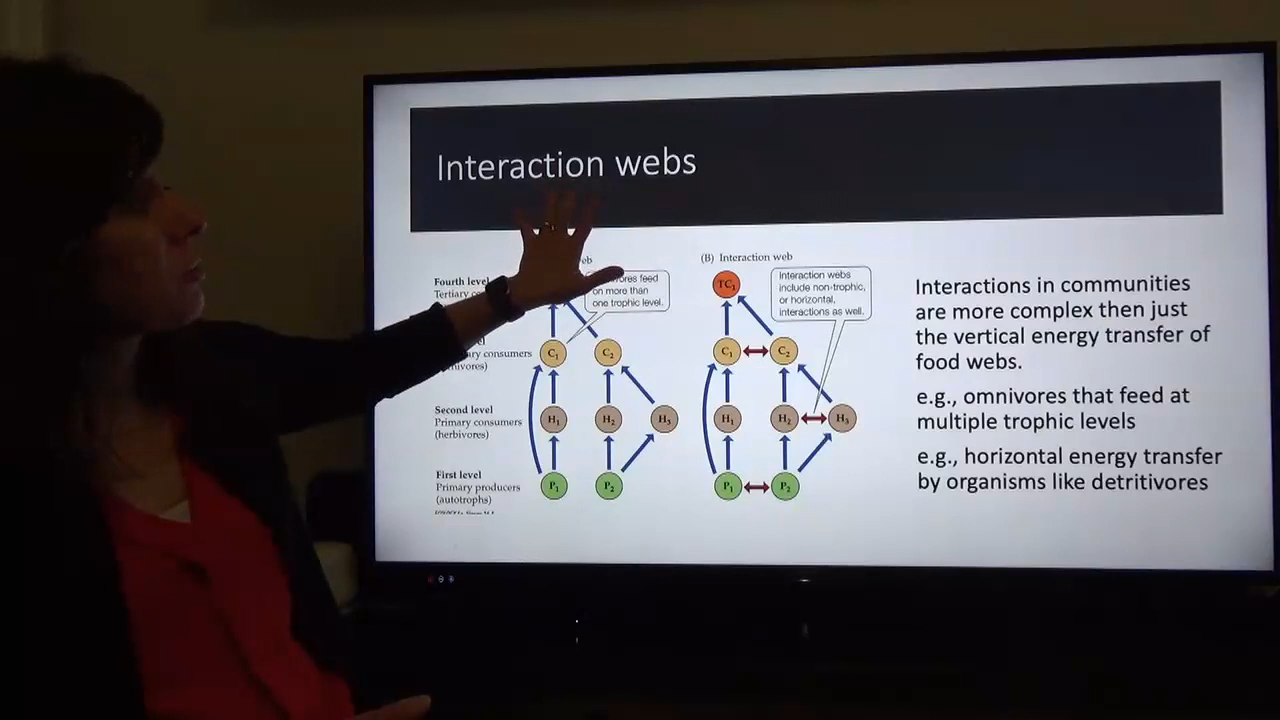 Interaction webs
eb
(B) Interaction web
Fourth level
Tertiary
ores feed
on more than
one trophic level.
TC1
Interaction webs
include non-trophic,
or horizontal,
interactions as well.
ary consumers
C1
C2
C1
C2
Second level
Primary consumers
(herbivores)
H1
H2
H3
H1
H2
H3
First level
Primary producers
(autotrophs)
P1
P2
P1
P2
Interactions in communities
are more complex then just
the vertical energy transfer of
food webs.
e.g., omnivores that feed at
multiple trophic levels
e.g., horizontal energy transfer
by organisms like detritivores